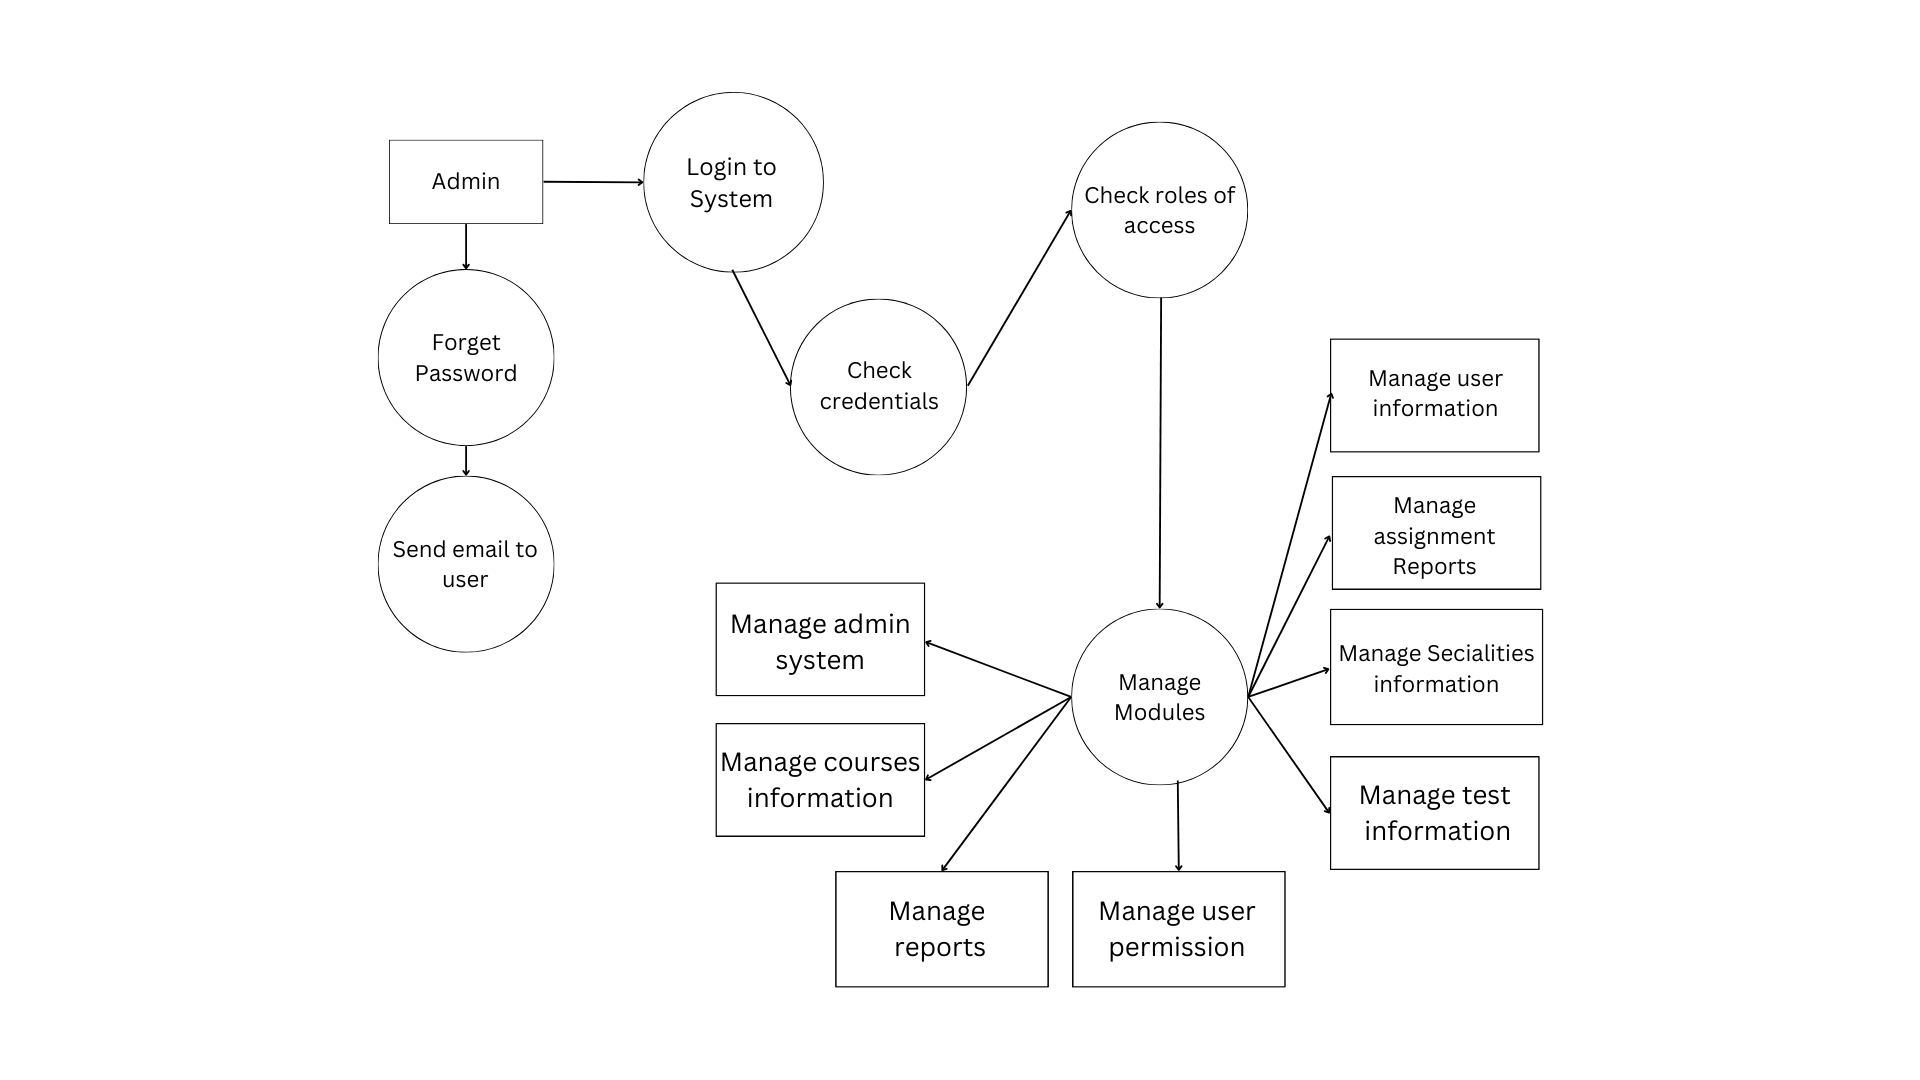 Admin
Login to
System
Check roles of
access
Forget
Password
Check
credentials
Send email to
user
Manage user
information
Manage
assignment
Reports
Manage Secialities
information
Manage test
information
Manage
Modules
Manage admin
system
Manage courses
information
Manage
reports
Manage user
permission